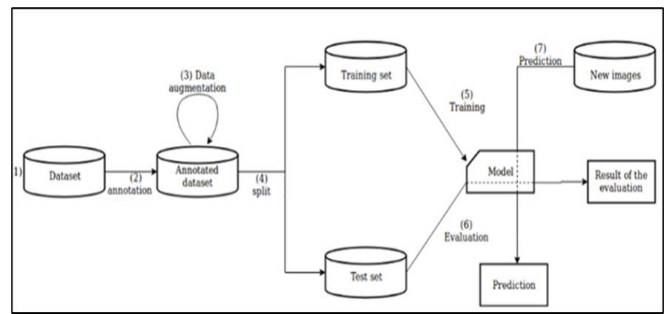 1)
Dataset
(2)
annotation
(3) Data
augmentation
Annotated
dataset
(4)
split
Training set
Test set
(5)
Training
(6)
Evaluation
Model
(7)
Prediction
New images
Result of the
evaluation
Prediction